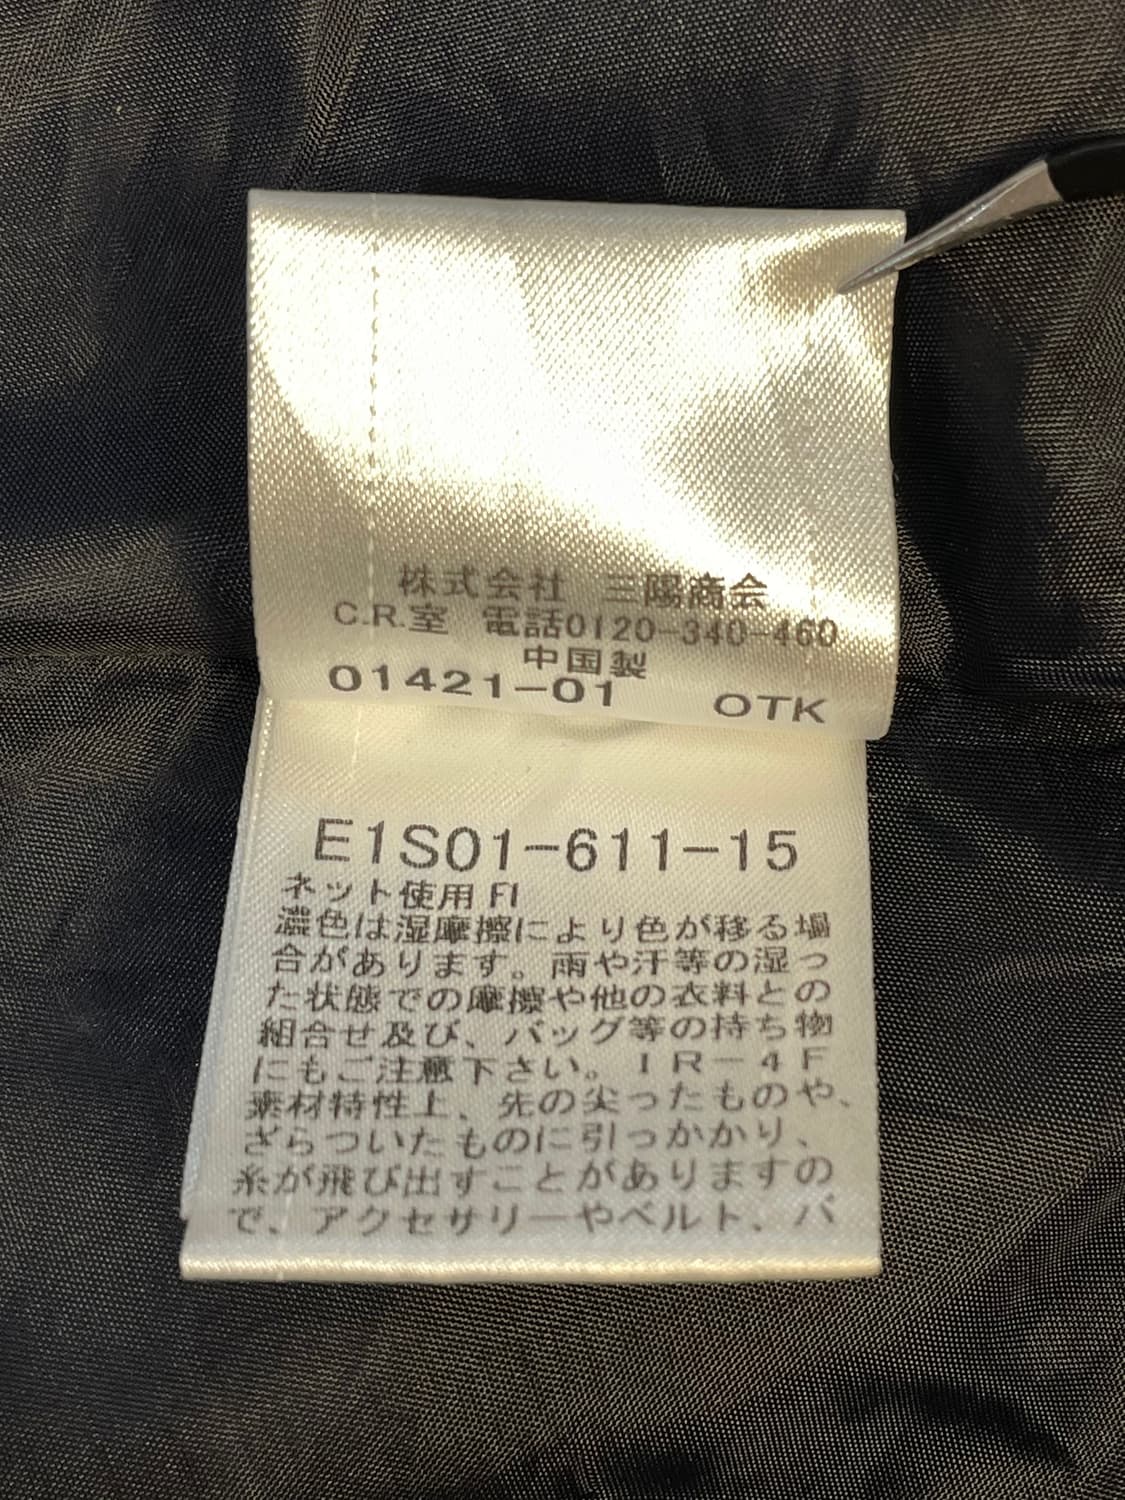 株式会社 三陽商会
C.R.室 電話0120-340-460
中国製
01421-01 OTK
E1S01-611-15
ネット使用 FI
濃色は湿摩擦により色が移る場
合があります。雨や汗等の湿っ
た状態での摩擦や他の衣料との
組合せ及び、バッグ等の持ち物
にもご注意下さい。IR-4F
素材特性上、先の尖ったものや、
ざらついたものに引っかかり、
糸が飛び出すことがありますの
で、アクセサリーやベルト、バ